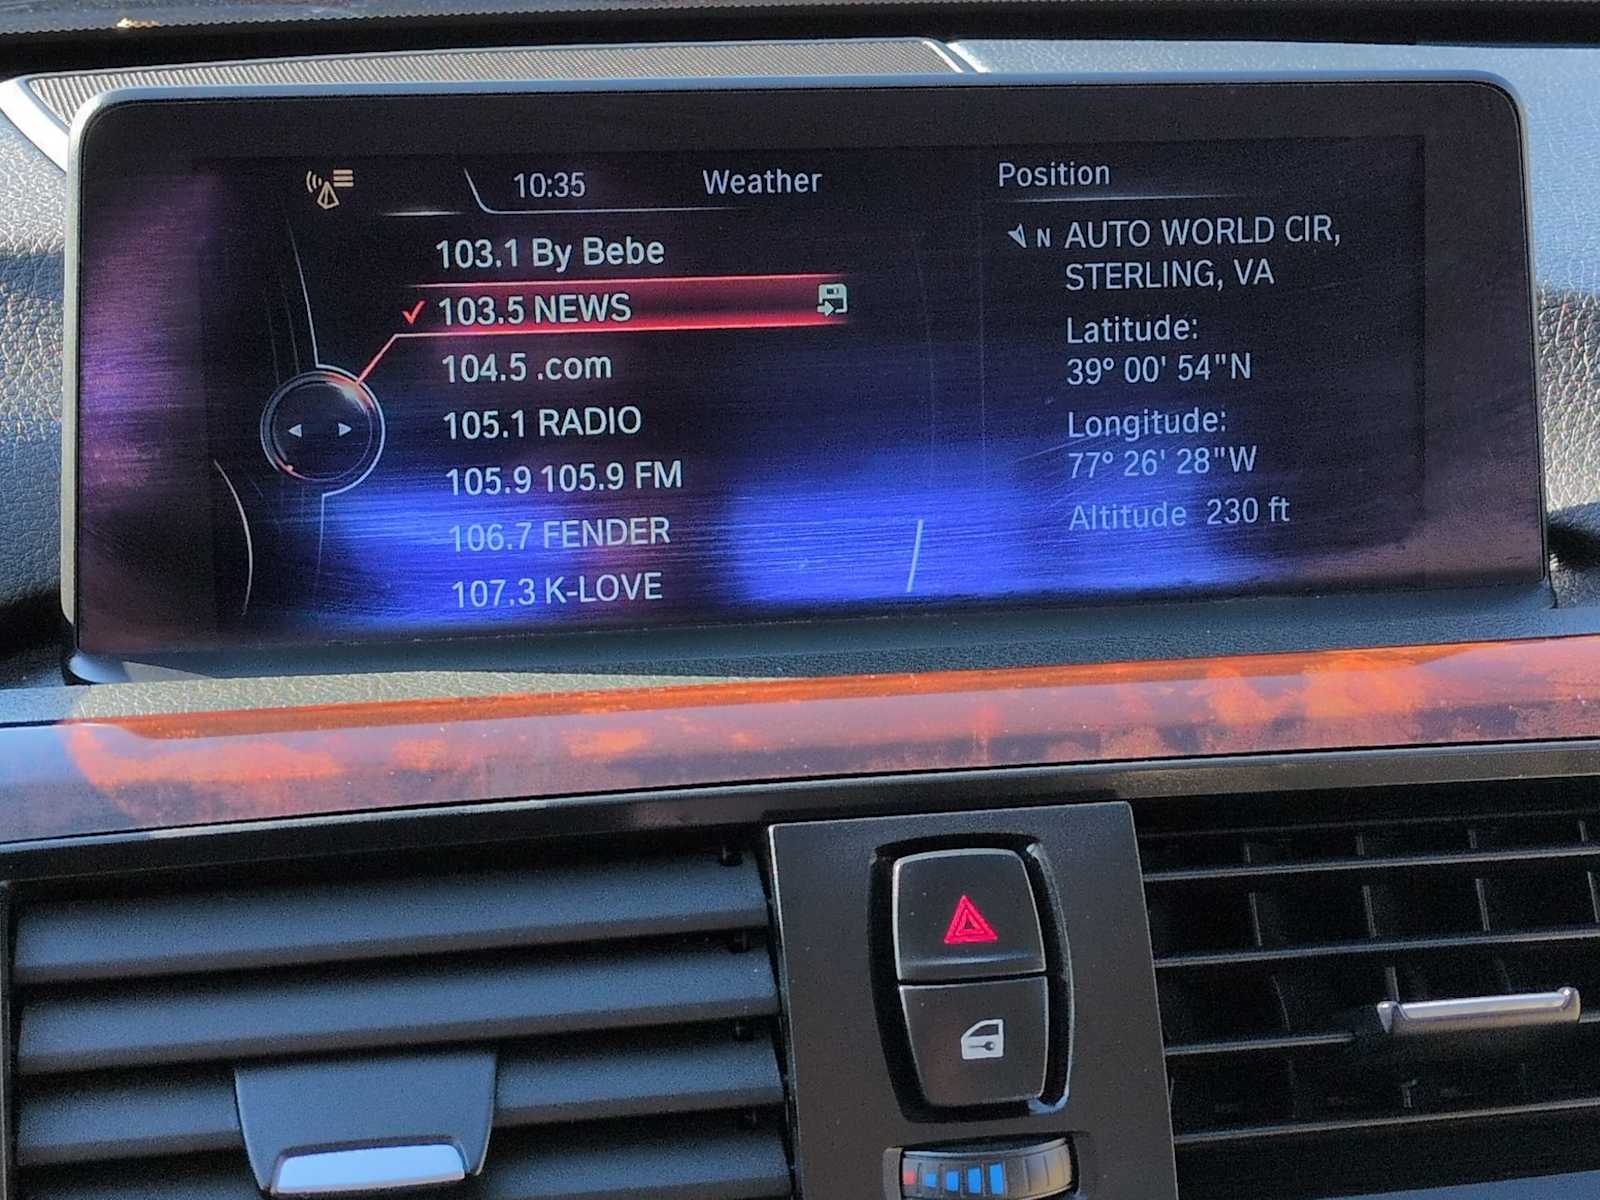 10:35 Weather
103.1 By Bebe
103.5 NEWS
104.5 .com
105.1 RADIO
105.9 105.9 FM
106.7 FENDER
107.3 K-LOVE
Position
N AUTO WORLD CIR,
STERLING, VA
Latitude:
39° 00' 54"N
Longitude:
77° 26' 28"W
Altitude 230 ft